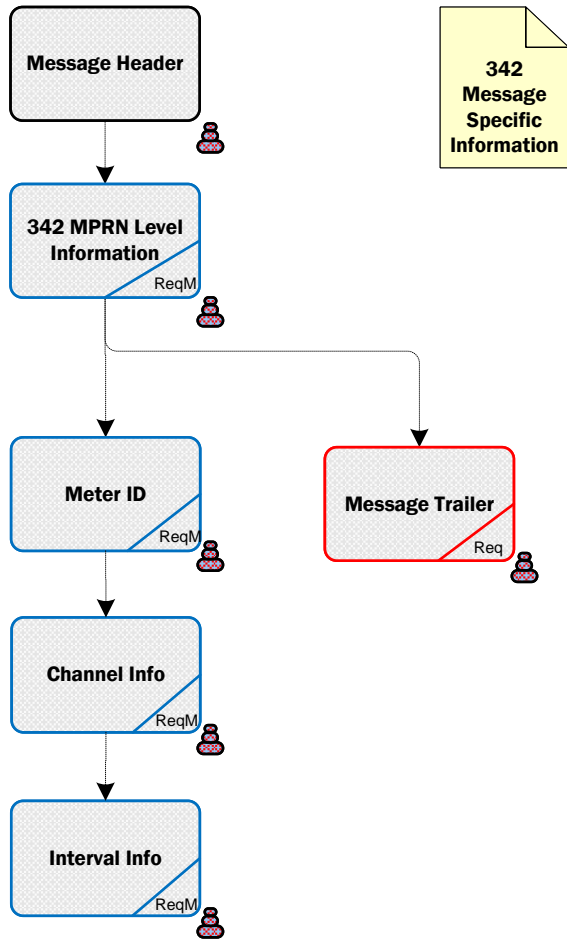 Message Header
342
Message
Specific
Information
342 MPRN Level
Information
ReqM
Meter ID
ReqM
Message Trailer
Req
Channel Info
ReqM
Interval Info
ReqM